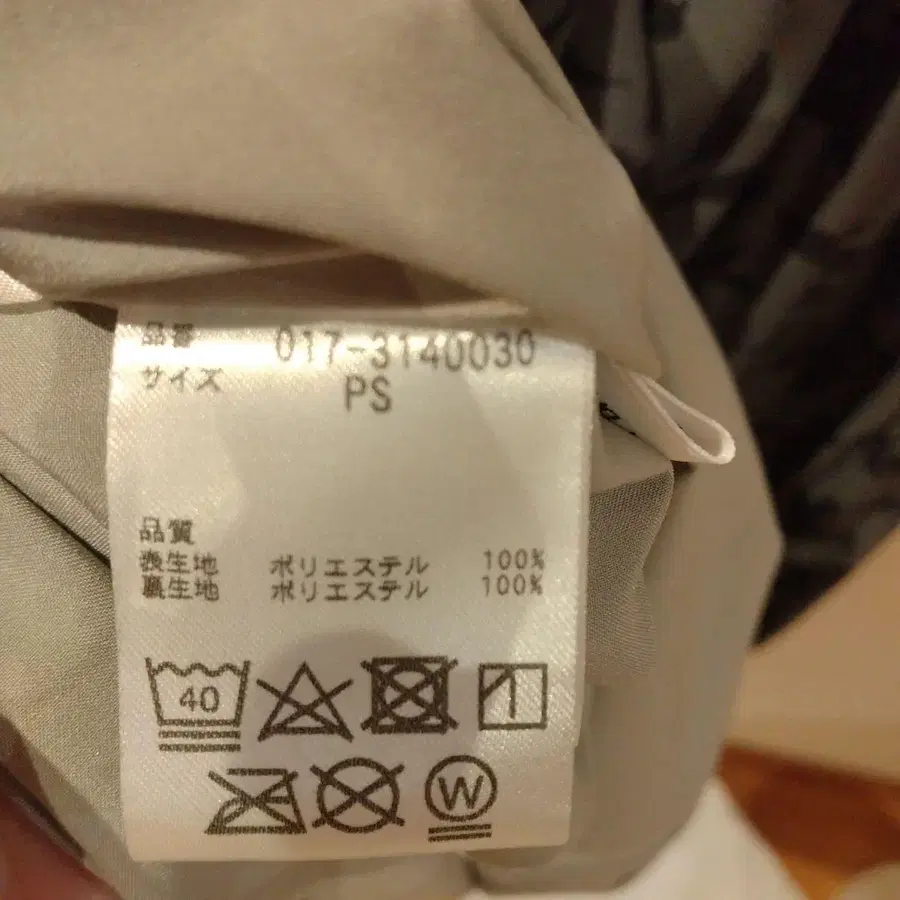 品番 017-3140030
サイズ PS
品質
表生地 ポリエステル 100%
裏生地 ポリエステル 100%
40
W